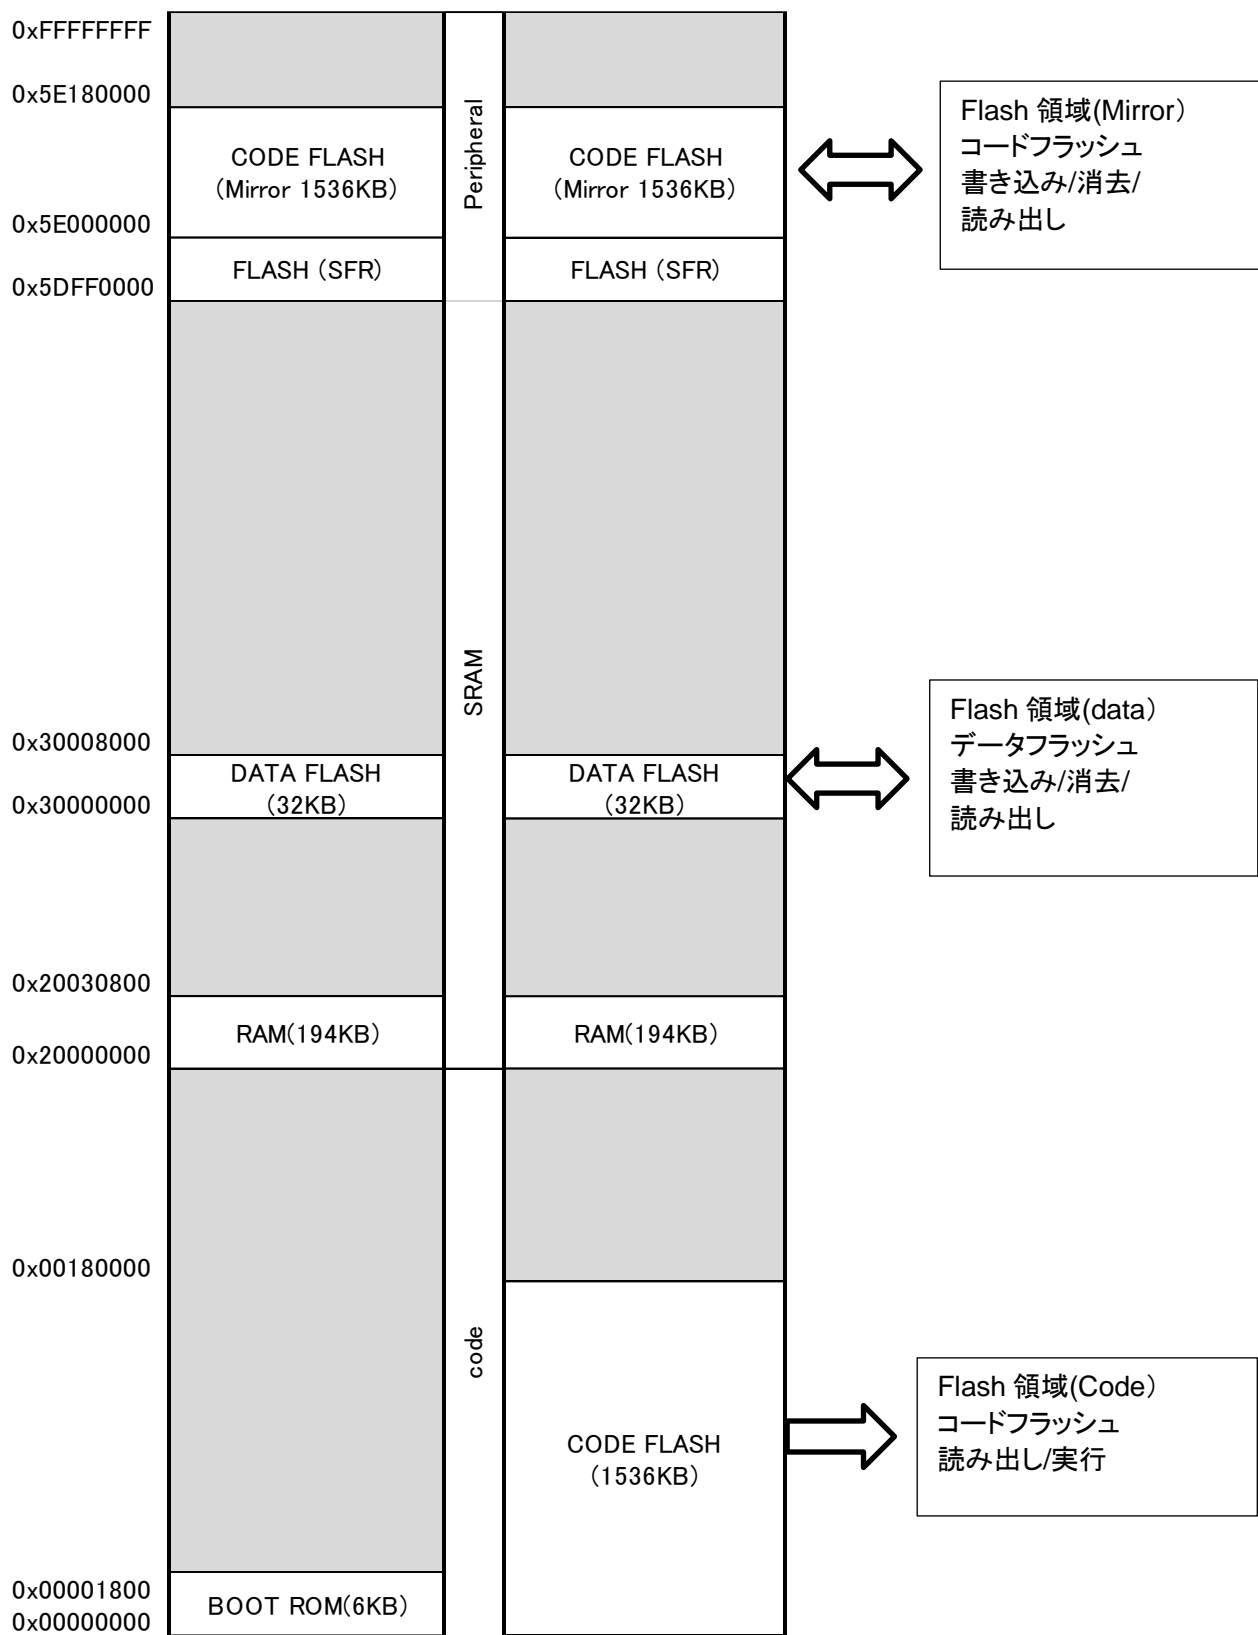 0xFFFFFFFF
0x5E180000
CODE FLASH
(Mirror 1536KB)
Peripheral
CODE FLASH
(Mirror 1536KB)
Flash 領域(Mirror)
コードフラッシュ
書き込み/消去/
読み出し
0x5E000000
FLASH (SFR)
FLASH (SFR)
0x5DFF0000
SRAM
0x30008000
DATA FLASH
(32KB)
DATA FLASH
(32KB)
Flash 領域(data)
データフラッシュ
書き込み/消去/
読み出し
0x30000000
0x20030800
RAM(194KB)
RAM(194KB)
0x20000000
0x00180000
code
CODE FLASH
(1536KB)
Flash 領域(Code)
コードフラッシュ
読み出し/実行
0x00001800
BOOT ROM(6KB)
0x00000000